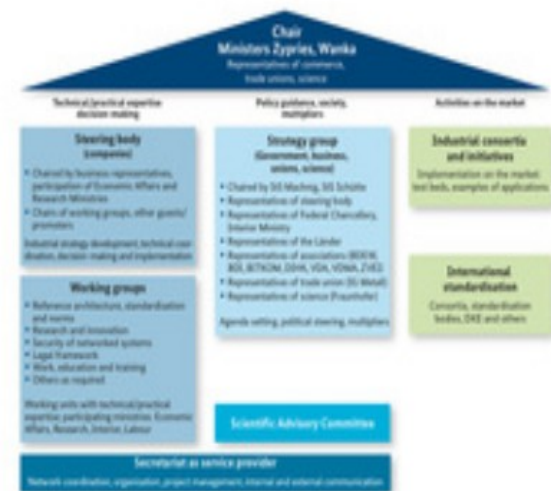 Chair
Ministers Zypries, Wanka
Representatives of commerce,
trade unions, science
Technical/practical expertise
decision making
Policy guidance, society,
multipliers
Activities on the market
Steering body
(companies)
• Chaired by business representatives,
participation of Economic Affairs and
Research Ministries
• Chairs of working groups, other guests/
promoters
Industrial strategy development, technical coor-
dination, decision making and implementation
Strategy group
(Government, business,
unions, science)
• Chaired by StS Machnig, StS Schütte
• Representatives of steering body
• Representatives of Federal Chancellery,
Interior Ministry
• Representatives of the Länder
• Representatives of associations (BDEW,
BDI, BITKOM, DIHK, VDA, VDMA, ZVEI)
• Representatives of trade union (IG Metall)
• Representatives of science (Fraunhofer)
Agenda setting, political steering, multipliers
Industrial consortia
and initiatives
Implementation on the market:
test beds, examples of applications
Working groups
• Reference architecture, standardisation
and norms
• Research and innovation
• Security of networked systems
• Legal framework
• Work, education and training
• Others as required
Working units with technical/practical
expertise participating ministries: Economic
Affairs, Research, Interior, Labour
International
standardisation
Consortia, standardisation
bodies, DKE and others
Scientific Advisory Committee
Secretariat as service provider
Network coordination, organisation, project management, internal and external communication